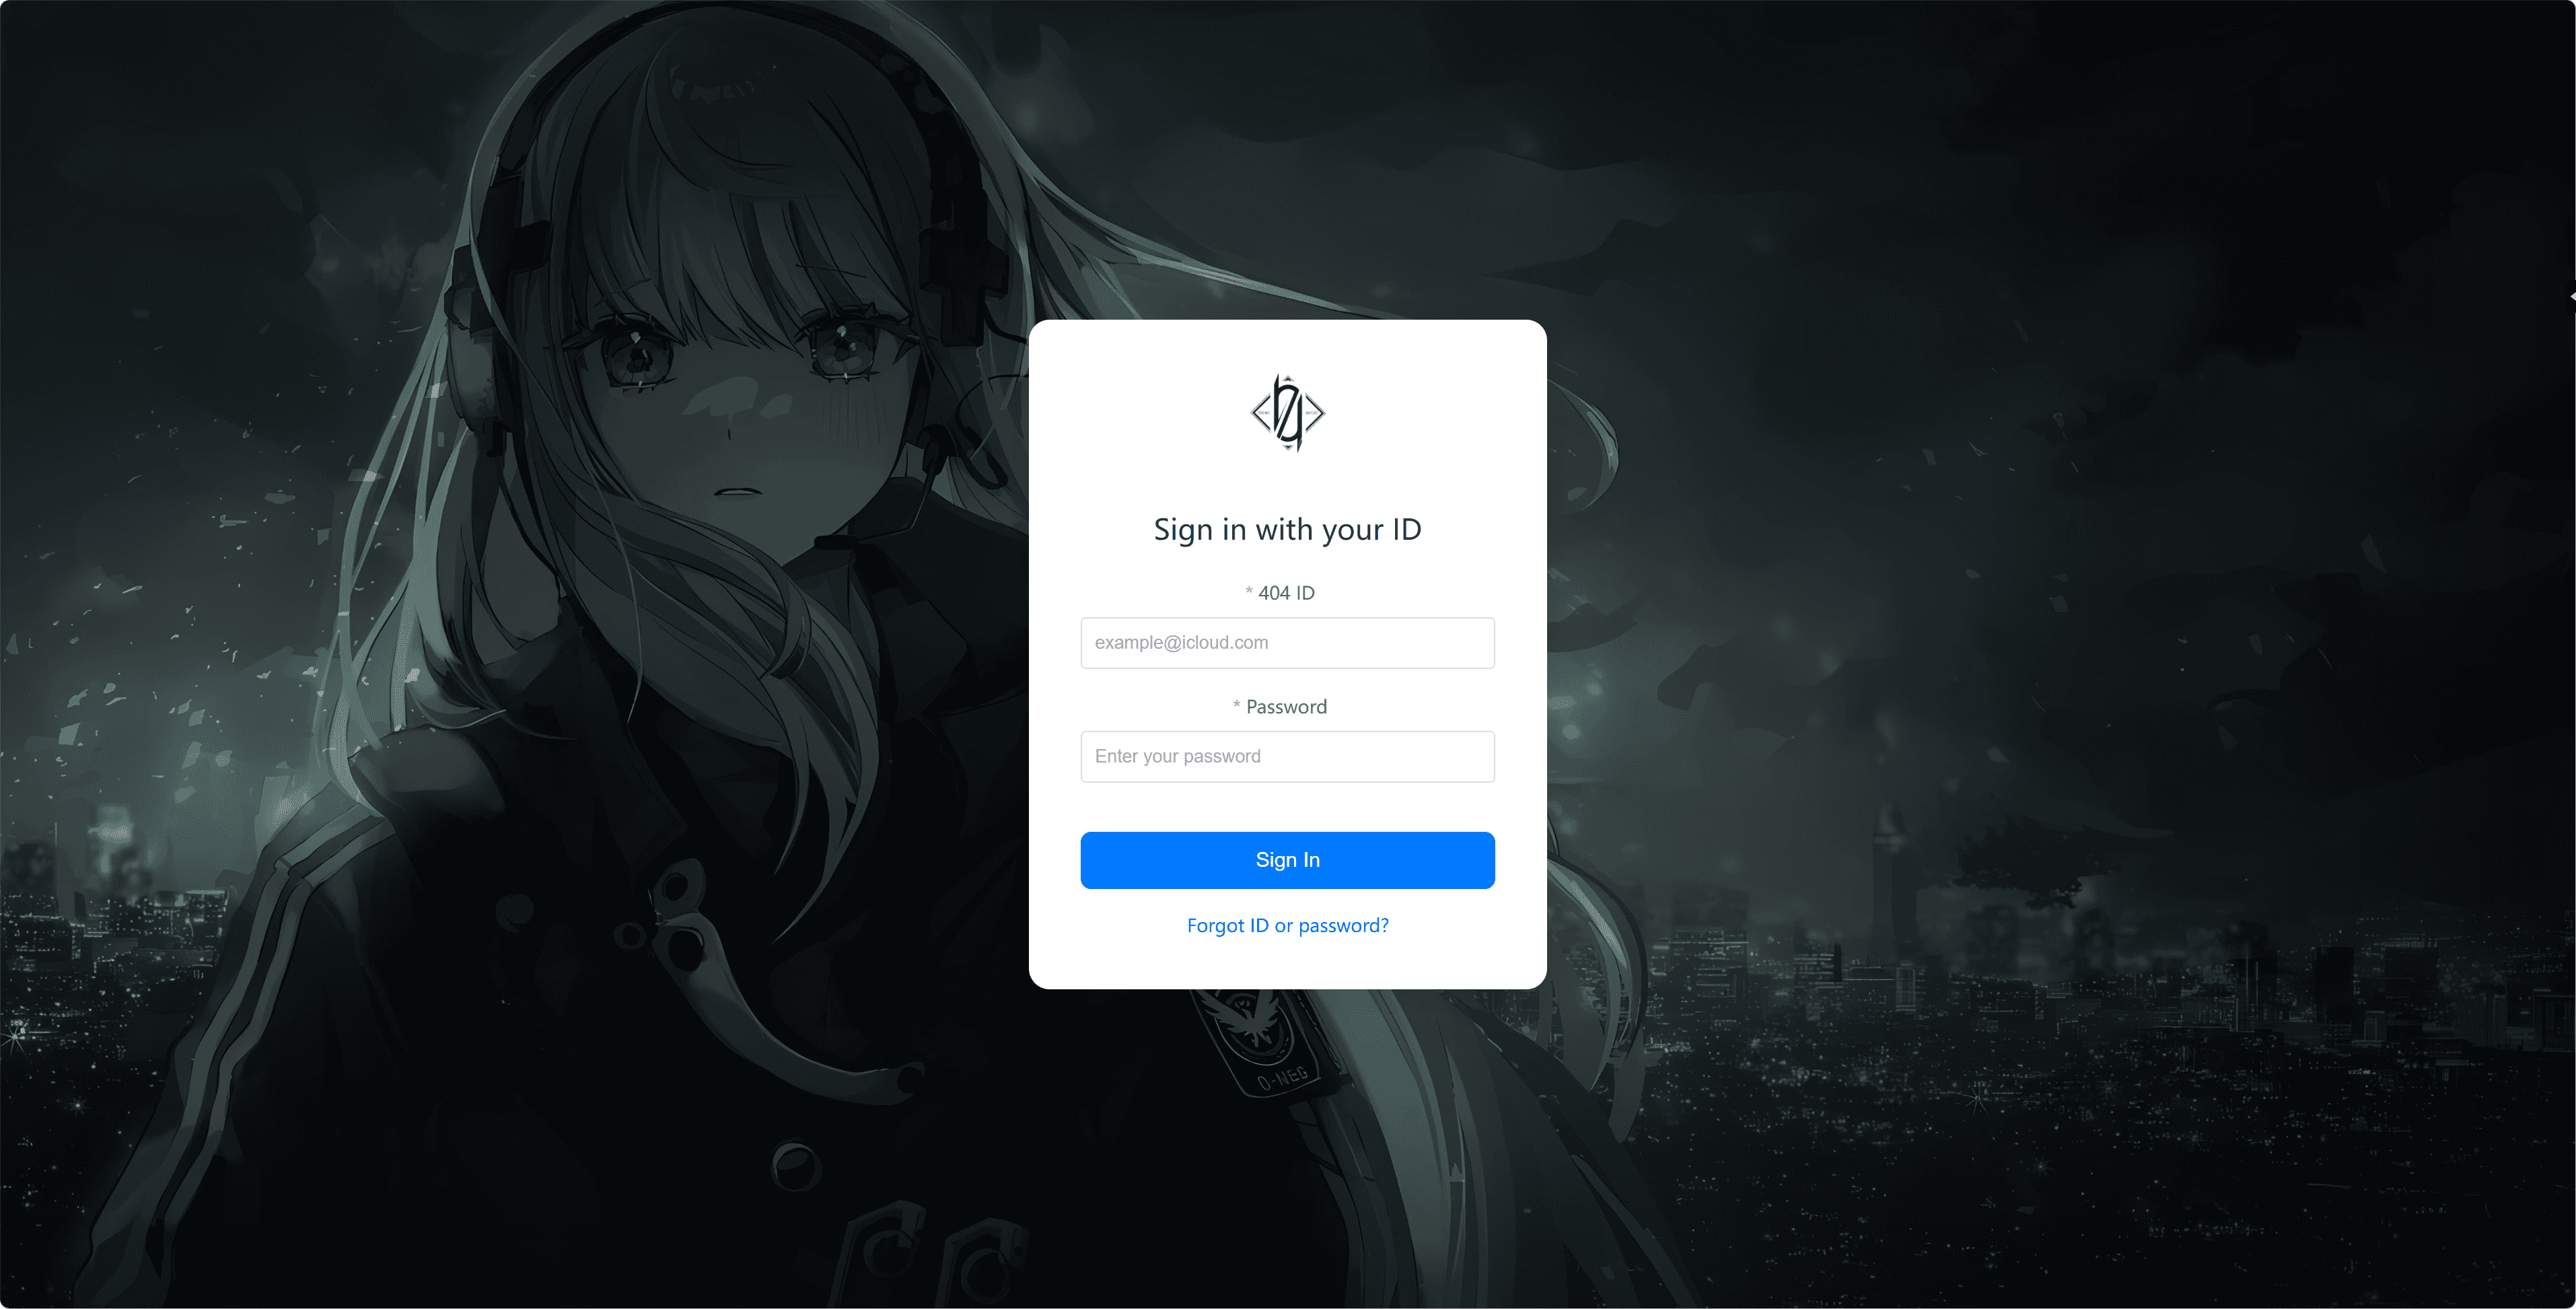 Sign in with your ID
* 404 ID
example@icloud.com
* Password
Enter your password
Sign In
Forgot ID or password?
O-NEG